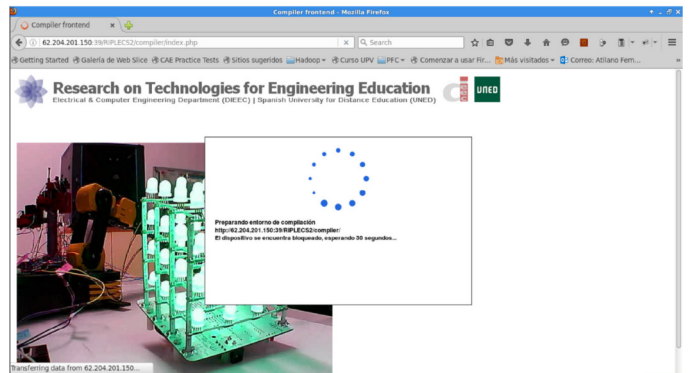 Compiler frontend - Mozilla Firefox
Compiler frontend
62.204.201.150:39/RIPLECS2/compiler/index.php
Search
Getting Started Galería de Web Slice CAE Practice Tests Sitios sugeridos Hadoop Curso UPV PFC Comenzar a usar Fir... Más visitados Correo: Atilano Fern...
Research on Technologies for Engineering Education
Electrical & Computer Engineering Department (DIEEC) | Spanish University for Distance Education (UNED)
UNED
Preparando entorno de compilación
http://62.204.201.150:39/RIPLECS2/compiler/
El dispositivo se encuentra bloqueado, esperando 30 segundos...
Transferring data from 62.204.201.150...